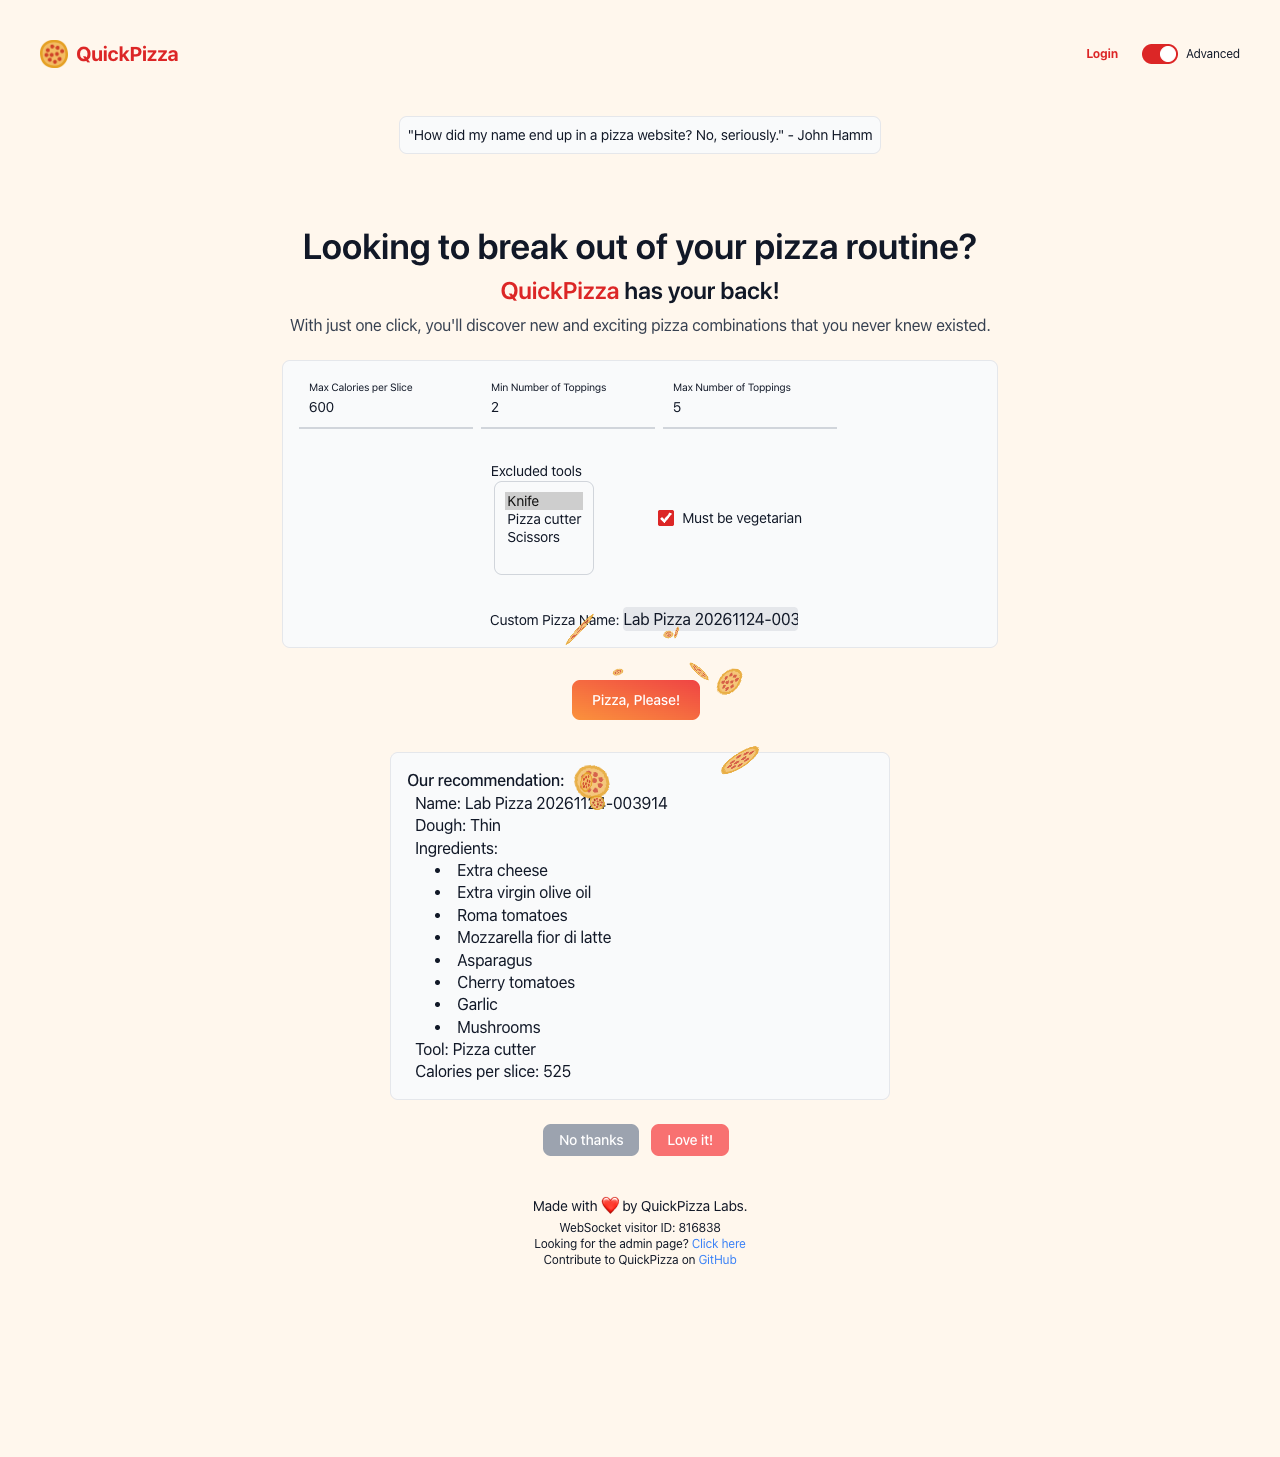 QuickPizza
Login
Advanced
"How did my name end up in a pizza website? No, seriously." - John Hamm
Looking to break out of your pizza routine?
QuickPizza has your back!
With just one click, you'll discover new and exciting pizza combinations that you never knew existed.
Max Calories per Slice
600
Min Number of Toppings
2
Max Number of Toppings
5
Excluded tools
Knife
Pizza cutter
Scissors
Must be vegetarian
Custom Pizza Name: Lab Pizza 20261124-003
Pizza, Please!
Our recommendation:
Name: Lab Pizza 20261124-003914
Dough: Thin
Ingredients:
• Extra cheese
• Extra virgin olive oil
• Roma tomatoes
• Mozzarella fior di latte
• Asparagus
• Cherry tomatoes
• Garlic
• Mushrooms
Tool: Pizza cutter
Calories per slice: 525
No thanks
Love it!
Made with ❤️ by QuickPizza Labs.
WebSocket visitor ID: 816838
Looking for the admin page? Click here
Contribute to QuickPizza on GitHub